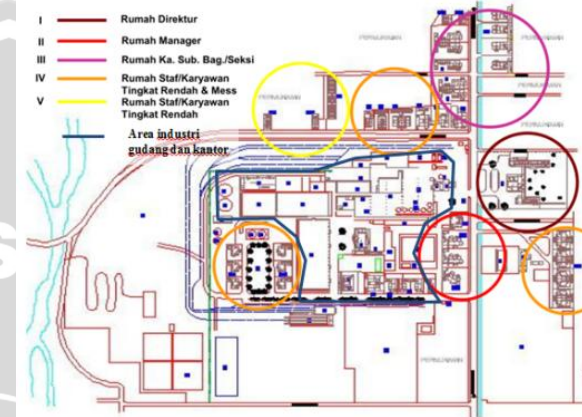 I Rumah Direktur
II Rumah Manager
III Rumah Ka. Sub. Bag./Seksi
IV Rumah Staf/Karyawan
Tingkat Rendah & Mess
V Rumah Staf/Karyawan
Tingkat Rendah
Area industri
gudang dan kantor